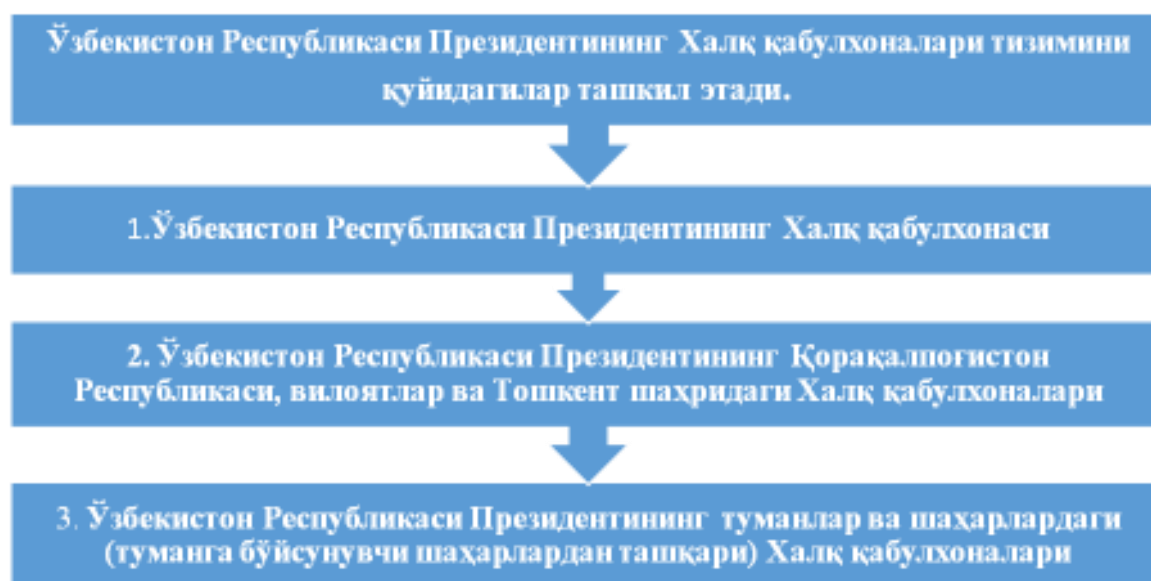 Ўзбекистон Республикаси Президентининг Халқ қабулхоналари тизимини
қуйидагилар ташкил этади.
1.Ўзбекистон Республикаси Президентининг Халқ қабулхонаси
2. Ўзбекистон Республикаси Президентининг Қорақалпоғистон
Республикаси, вилоятлар ва Тошкент шаҳридаги Халқ қабулхоналари
3. Ўзбекистон Республикаси Президентининг туманлар ва шаҳарлардаги
(туманга бўйсунувчи шаҳарлардан ташқари) Халқ қабулхоналари